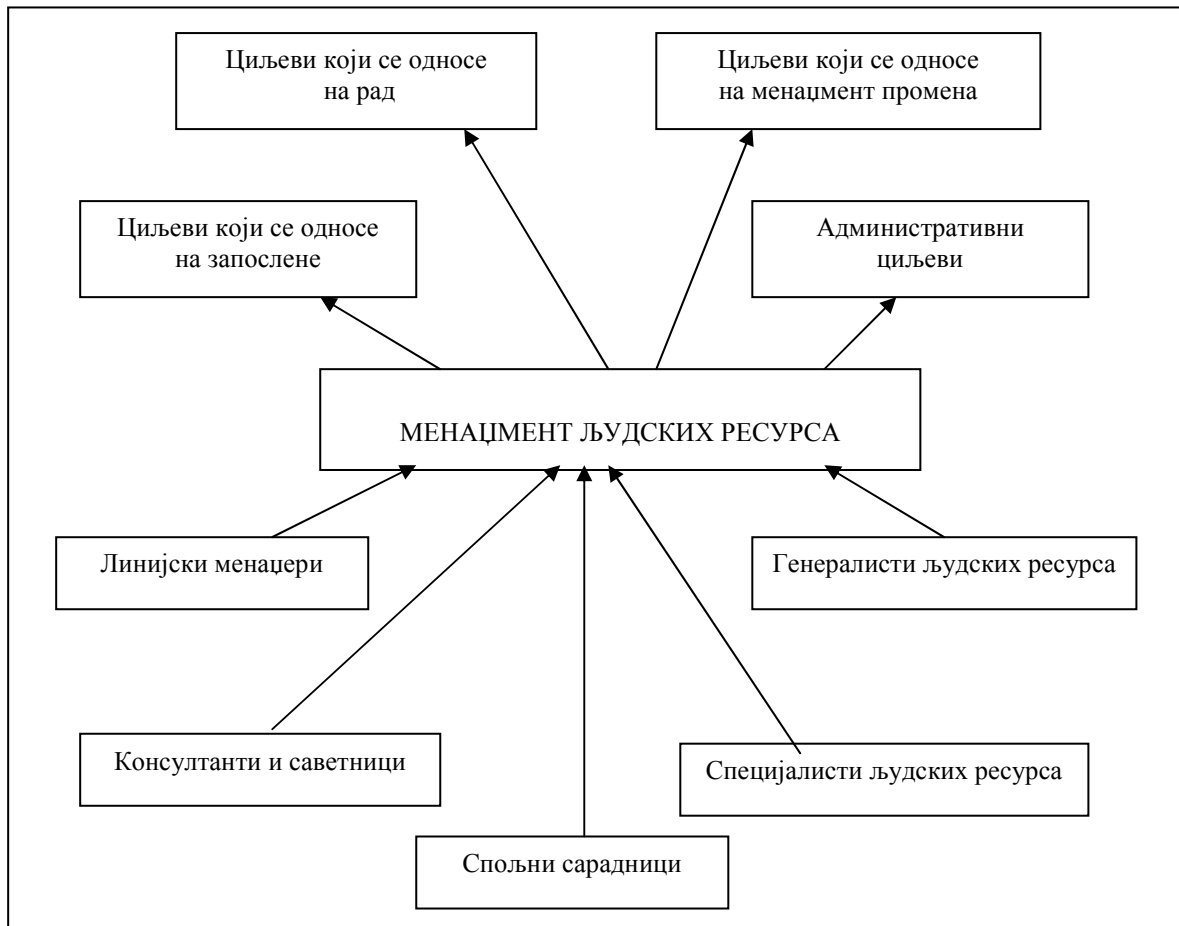 Циљеви који се односе
на рад
Циљеви који се односе
на менаџмент промена
Циљеви који се односе
на запослене
Административни
циљеви
МЕНАЏМЕНТ ЉУДСКИХ РЕСУРСА
Линијски менаџери
Генералисти људских ресурса
Консултанти и саветници
Специјалисти људских ресурса
Спољни сарадници